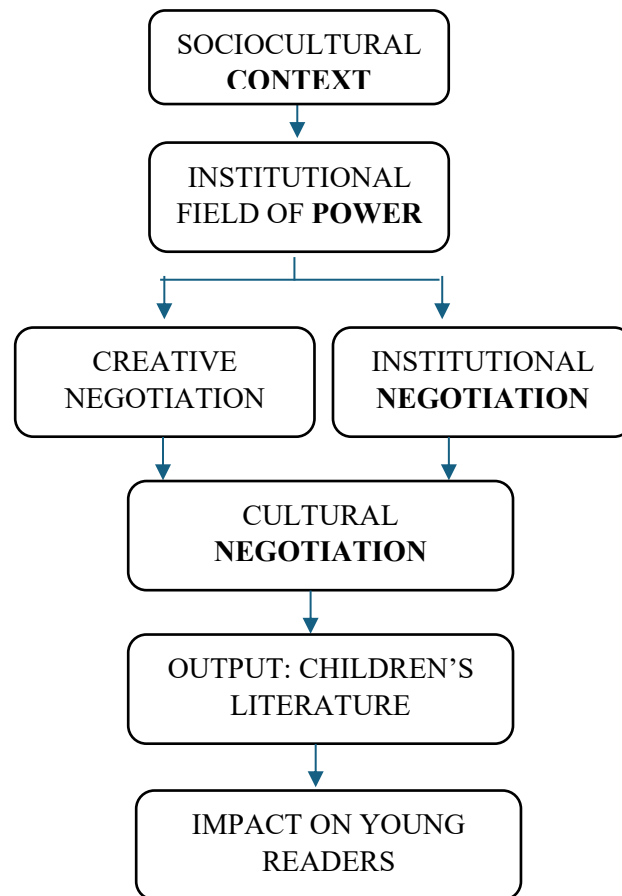 SOCIOCULTURAL
CONTEXT
INSTITUTIONAL
FIELD OF POWER
CREATIVE
NEGOTIATION
INSTITUTIONAL
NEGOTIATION
CULTURAL
NEGOTIATION
OUTPUT: CHILDREN’S
LITERATURE
IMPACT ON YOUNG
READERS